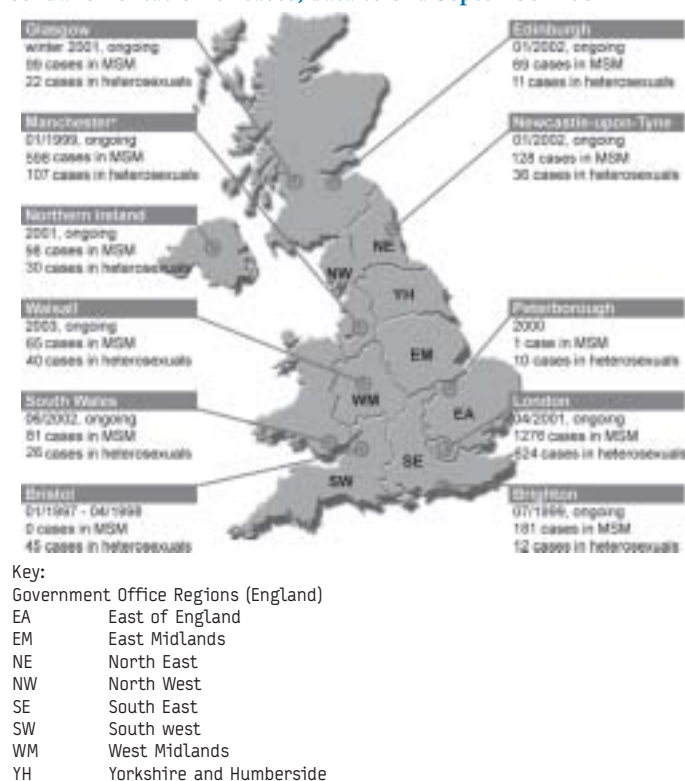 Glasgow
winter 2001, ongoing
99 cases in MSM
22 cases in heterosexuals
Edinburgh
01/2002, ongoing
69 cases in MSM
11 cases in heterosexuals
Manchester*
01/1999, ongoing
cases in MSM
107 cases in heterosexuals
Newcastle-upon-Tyne
01/2002, ongoing
128 cases in MSM
36 cases in heterosexuals
Northern Ireland
2001, ongoing
cases in MSM
30 cases in heterosexuals
NE
NW
YH
Walsall
2003, ongoing
65 cases in MSM
40 cases in heterosexuals
Peterborough
2000
1 case in MSM
10 cases in heterosexuals
EM
WM
EA
South Wales
06/2002, ongoing
81 cases in MSM
26 cases in heterosexuals
London
04/2001, ongoing
1276 cases in MSM
624 cases in heterosexuals
SE
SW
Bristol
01/1997 - 04/1998
0 cases in MSM
45 cases in heterosexuals
Brighton
07/1999, ongoing
181 cases in MSM
12 cases in heterosexuals
Key:
Government Office Regions (England)
EA East of England
EM East Midlands
NE North East
NW North West
SE South East
SW South west
WM West Midlands
YH Yorkshire and Humberside